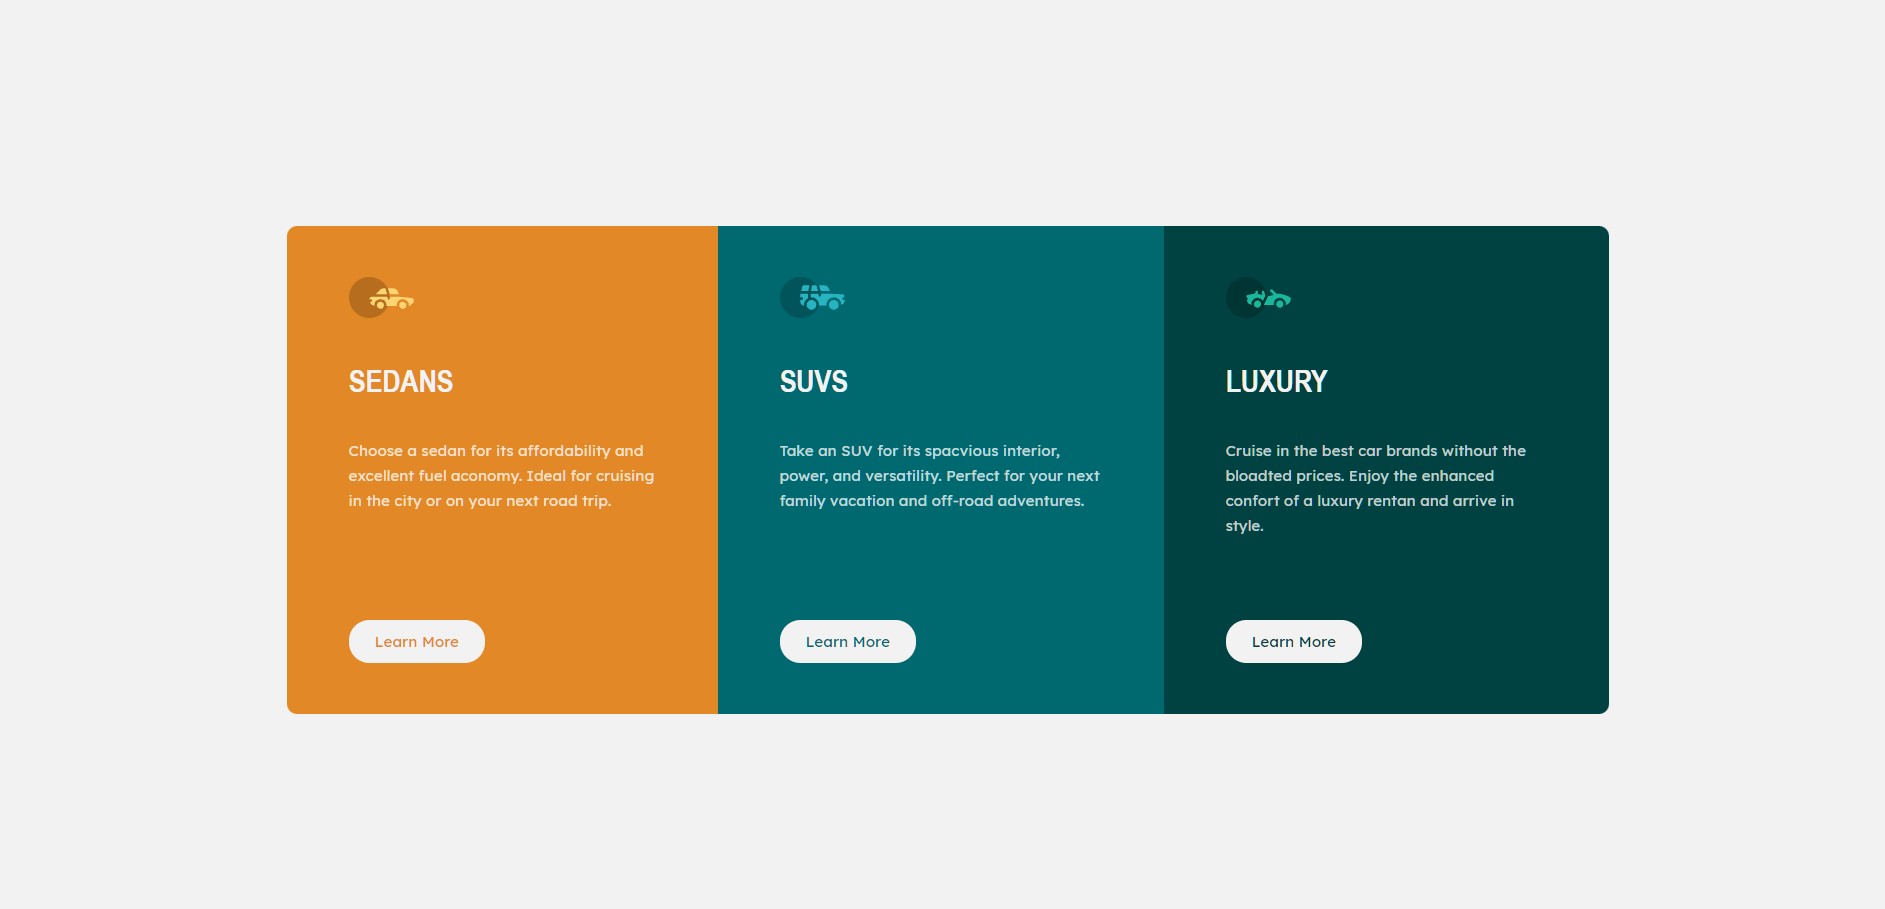 SEDANS
Choose a sedan for its affordability and
excellent fuel aconomy. Ideal for cruising
in the city or on your next road trip.
Learn More
SUVS
Take an SUV for its spacvious interior,
power, and versatility. Perfect for your next
family vacation and off-road adventures.
Learn More
LUXURY
Cruise in the best car brands without the
bloadted prices. Enjoy the enhanced
confort of a luxury rentan and arrive in
style.
Learn More